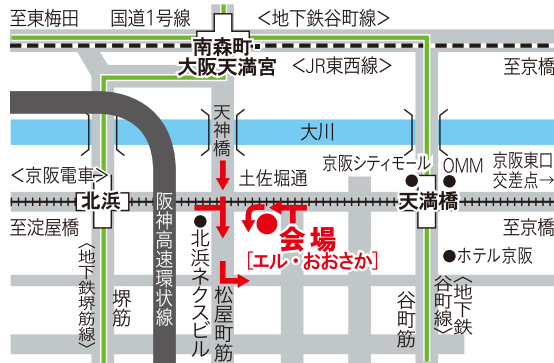 至東梅田
国道1号線
<地下鉄谷町線>
南森町・
大阪天満宮
<JR東西線>
至京橋
天神橋
大川
京阪シティモール
OMM
京阪東口
交差点→
<京阪電車>
土佐堀通
北浜
天満橋
至淀屋橋
至京橋
阪神高速環状線
会場
[エル・おおさか]
北浜ネクスビル
ホテル京阪
<地下鉄堺筋線>
堺筋
松屋町筋
谷町筋
<地下鉄
谷町線>